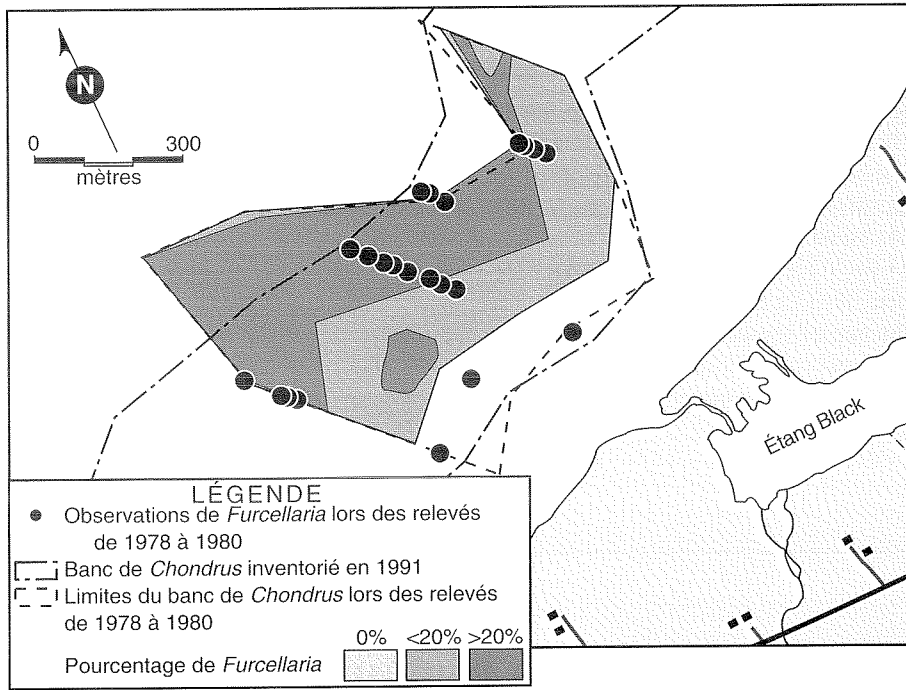 N
0 300
mètres
Étang Black
LÉGENDE
Observations de Furcellaria lors des relevés
de 1978 à 1980
Banc de Chondrus inventorié en 1991
Limites du banc de Chondrus lors des relevés
de 1978 à 1980
0% <20% >20%
Pourcentage de Furcellaria